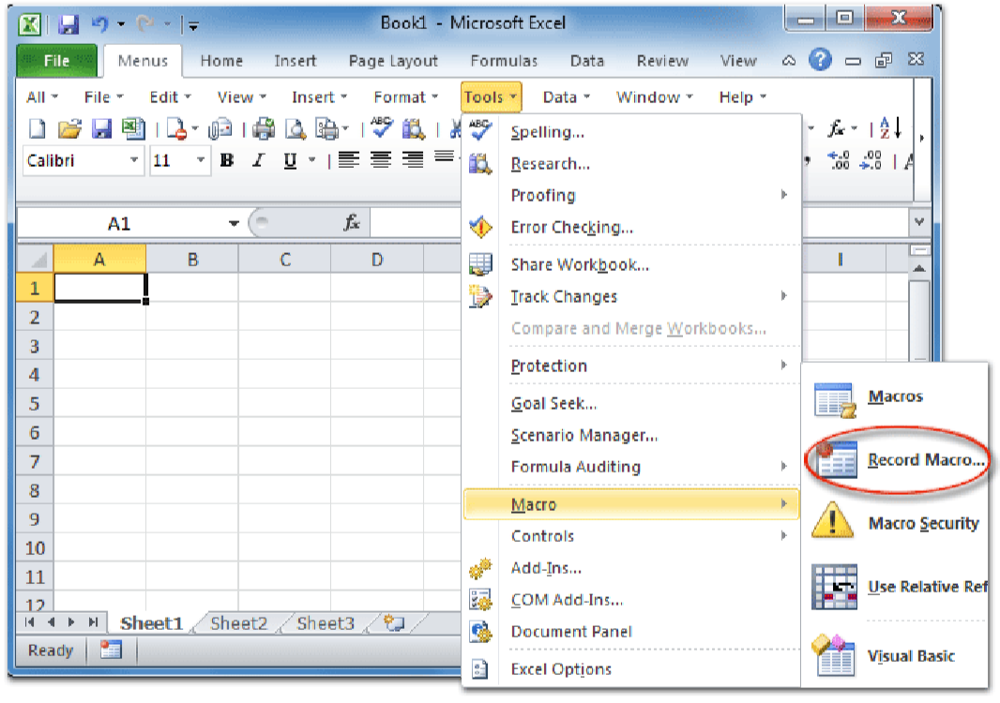 Book1 - Microsoft Excel
File Menus Home Insert Page Layout Formulas Data Review View
All File Edit View Insert Format Tools Data Window Help
Calibri 11 B I U
A1 fx
A B C D I
1
2
3
4
5
6
7
8
9
10
11
12
Spelling...
Research...
Proofing
Error Checking...
Share Workbook...
Track Changes
Compare and Merge Workbooks...
Protection
Goal Seek...
Scenario Manager...
Formula Auditing
Macro
Controls
Add-Ins...
COM Add-Ins...
Document Panel
Excel Options
Macros
Record Macro...
Macro Security
Use Relative Ref
Visual Basic
Sheet1 Sheet2 Sheet3
Ready